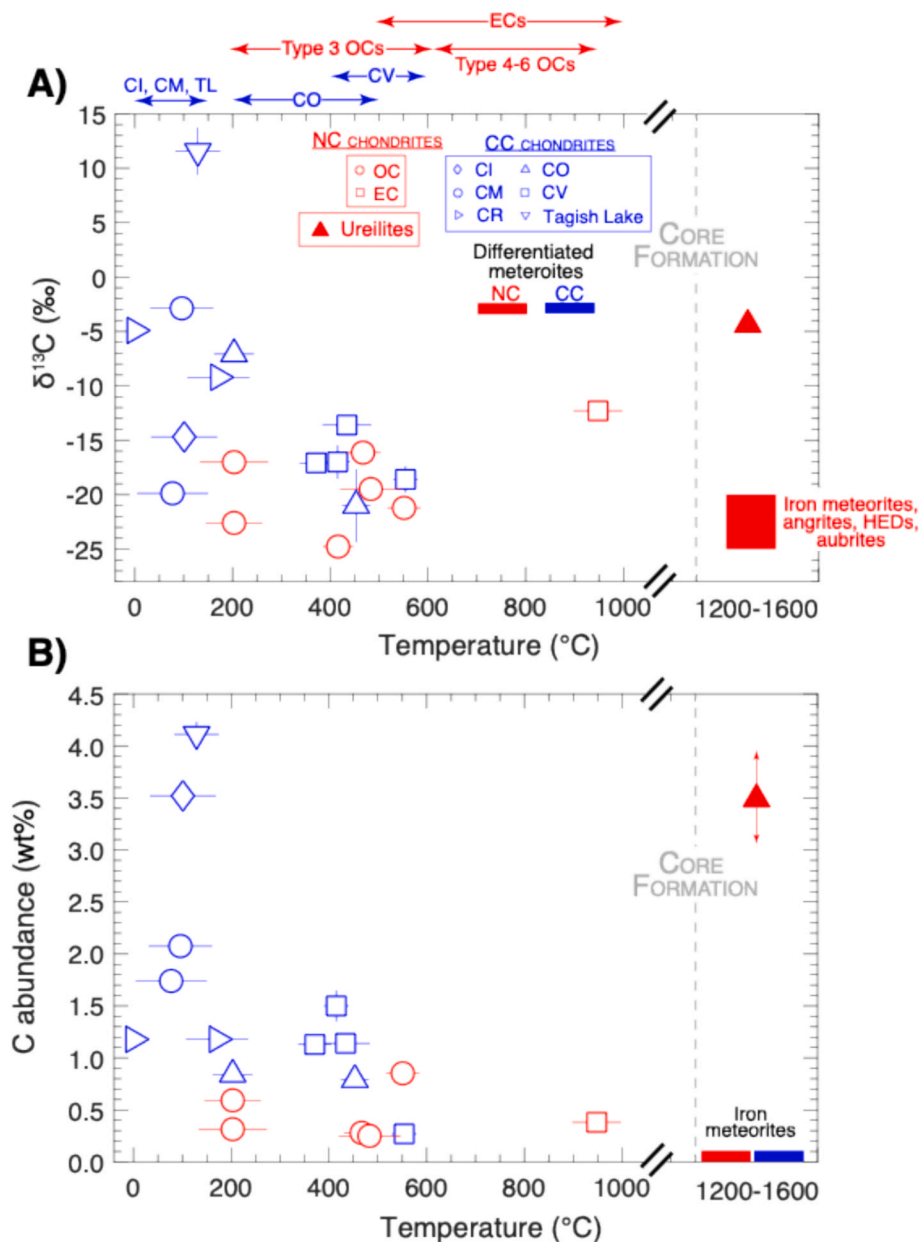 ECs
Type 3 OCs
Type 4-6 OCs
CV
CI, CM, TL
CO
A)
15
10
5
0
-5
-10
-15
-20
-25
δ13C (‰)
NC CHONDRITES
OC
EC
Ureilites
CC CHONDRITES
CI CO
CM CV
CR Tagish Lake
Differentiated
meteroites
NC CC
CORE
FORMATION
Iron meteorites,
angrites, HEDs,
aubrites
0 200 400 600 800 1000 1200-1600
Temperature (°C)
B)
4.5
4.0
3.5
3.0
2.5
2.0
1.5
1.0
0.5
0.0
C abundance (wt%)
CORE
FORMATION
Iron
meteorites
0 200 400 600 800 1000 1200-1600
Temperature (°C)